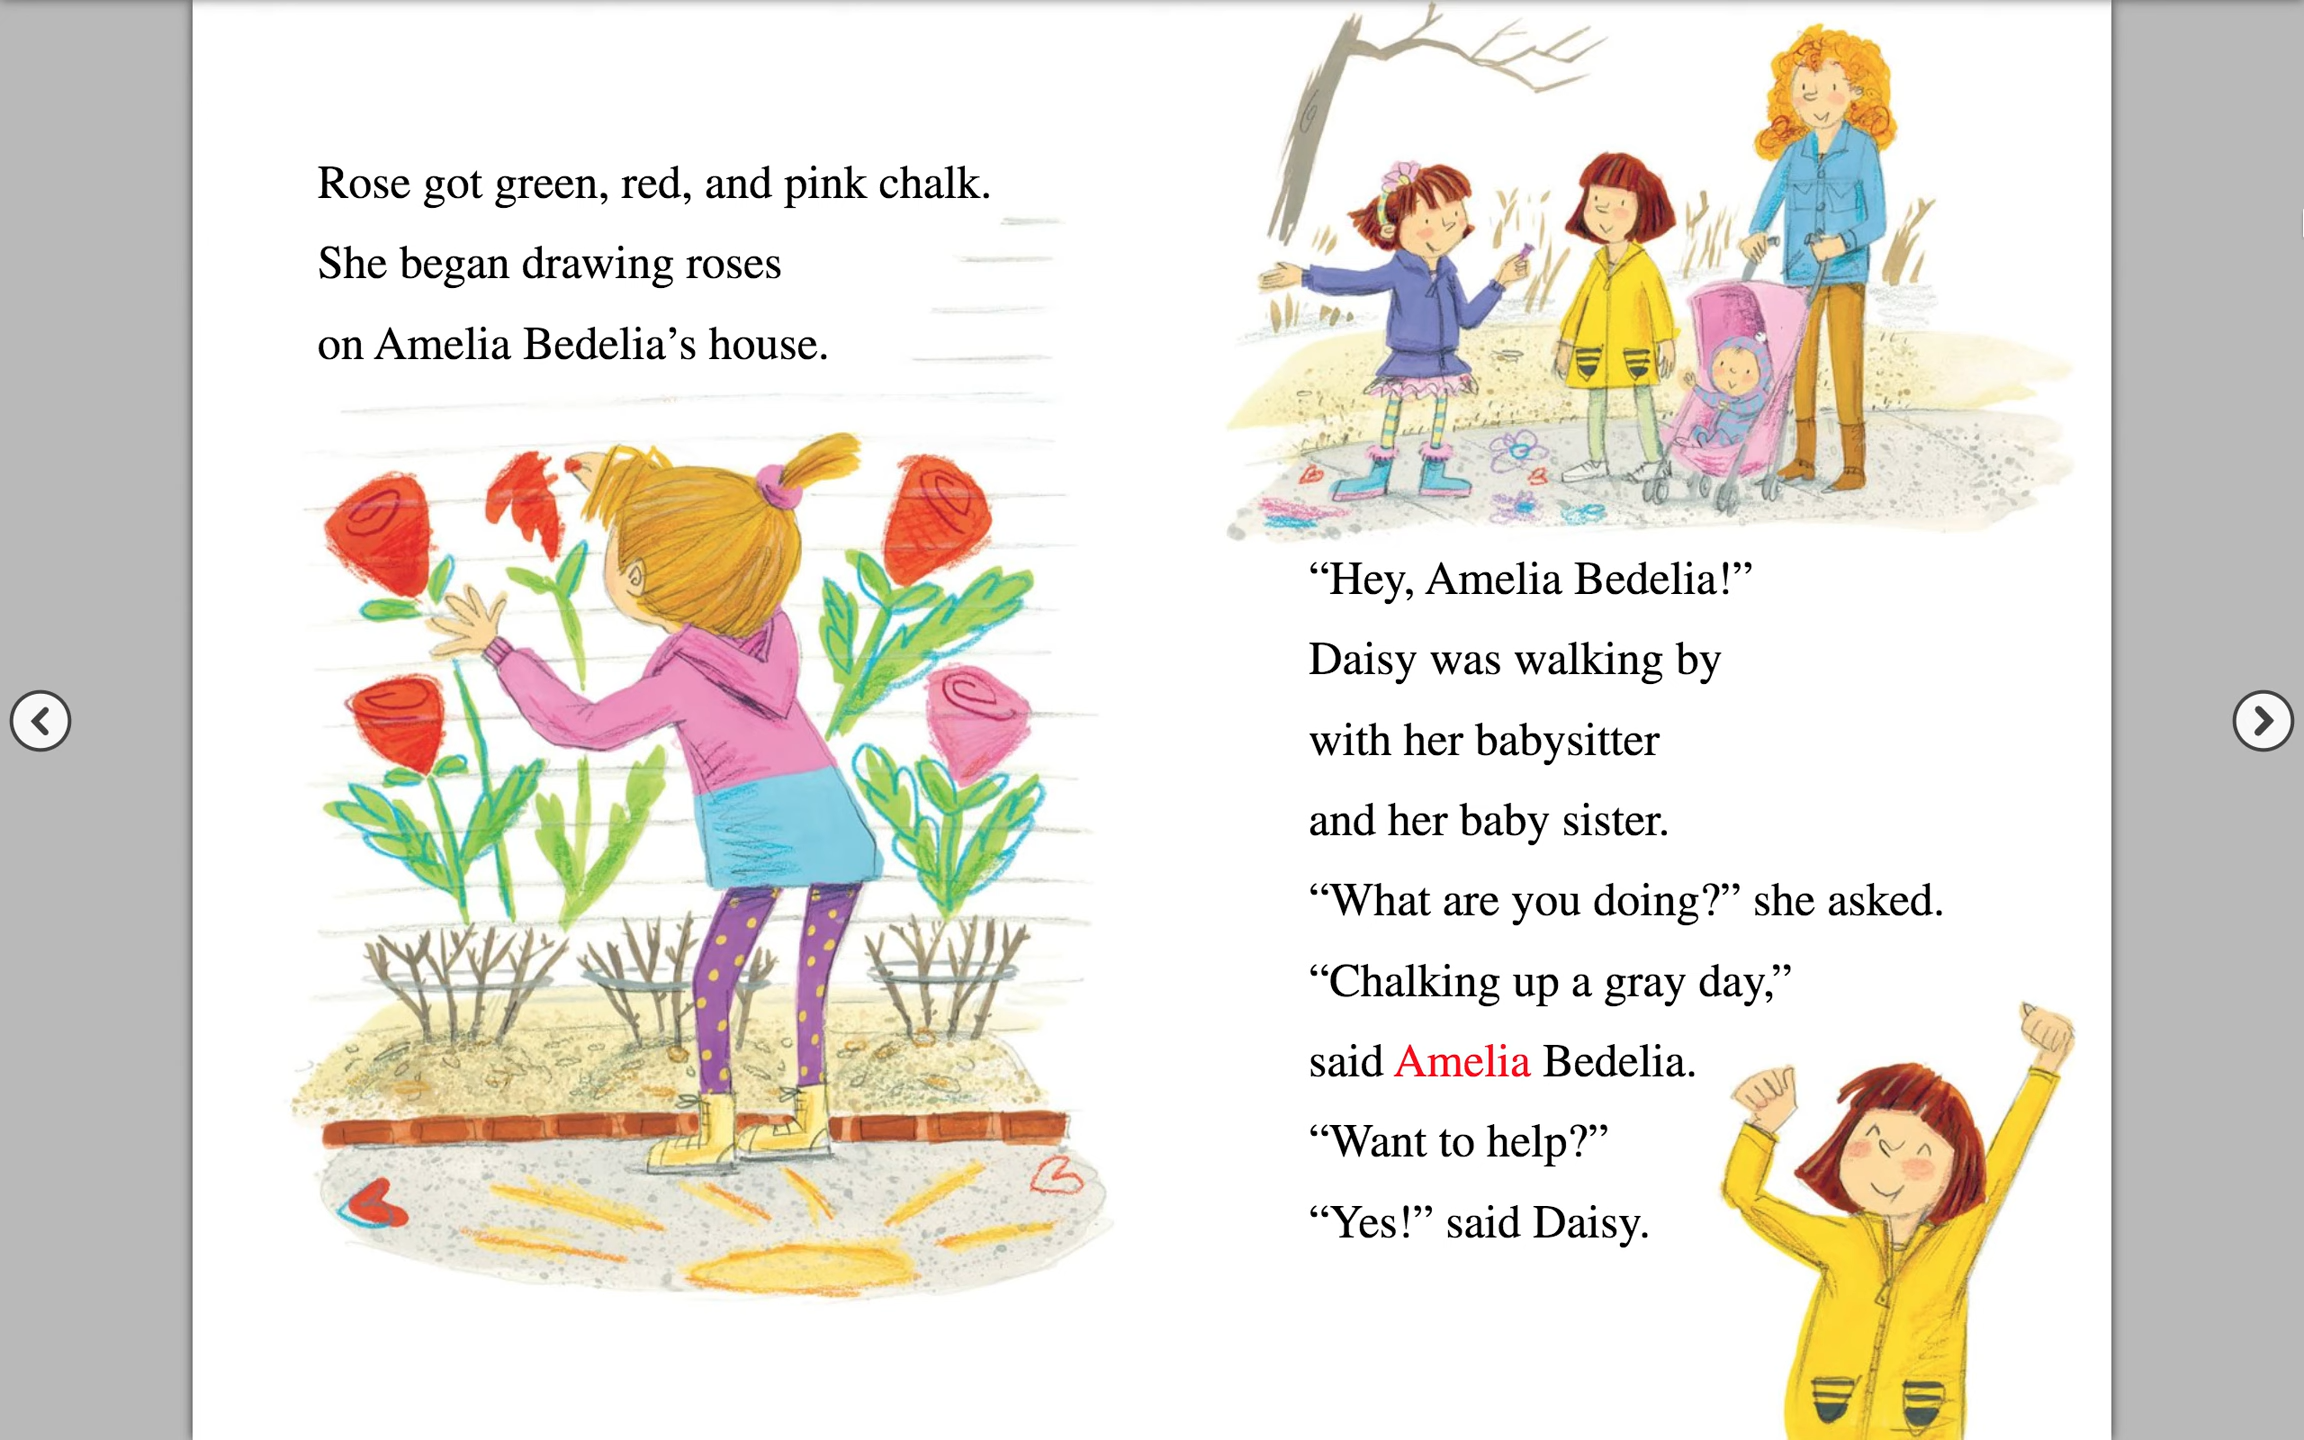 Rose got green, red, and pink chalk.
She began drawing roses
on Amelia Bedelia’s house.
“Hey, Amelia Bedelia!”
Daisy was walking by
with her babysitter
and her baby sister.
“What are you doing?” she asked.
“Chalking up a gray day,”
said Amelia Bedelia.
“Want to help?”
“Yes!” said Daisy.